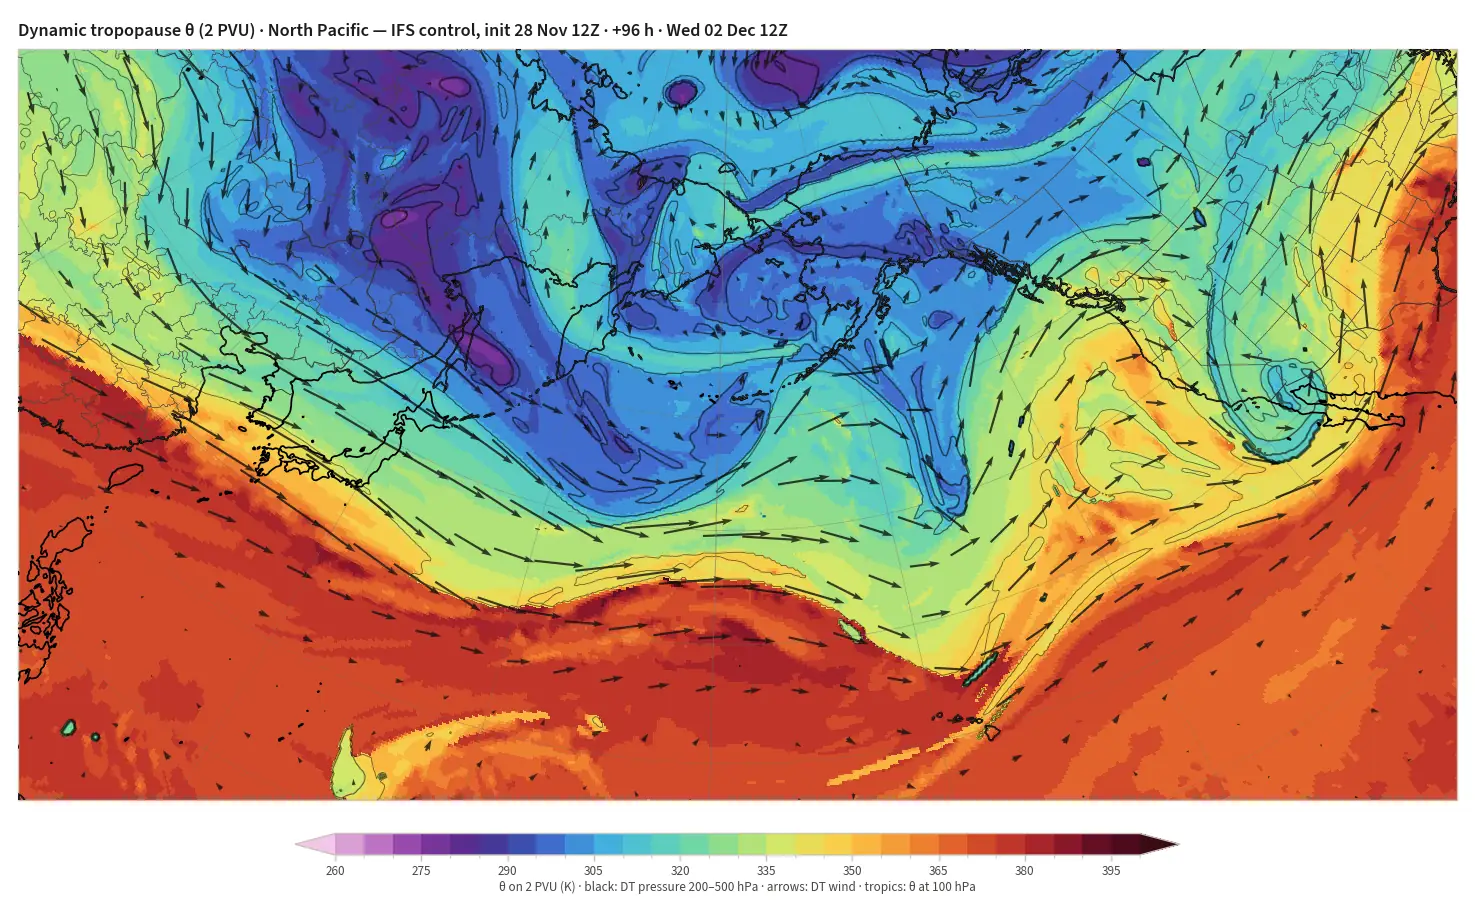 Dynamic tropopause θ (2 PVU) · North Pacific — IFS control, init 28 Nov 12Z · +96 h · Wed 02 Dec 12Z
260 275 290 305 320 335 350 365 380 395
θ on 2 PVU (K) · black: DT pressure 200–500 hPa · arrows: DT wind · tropics: θ at 100 hPa